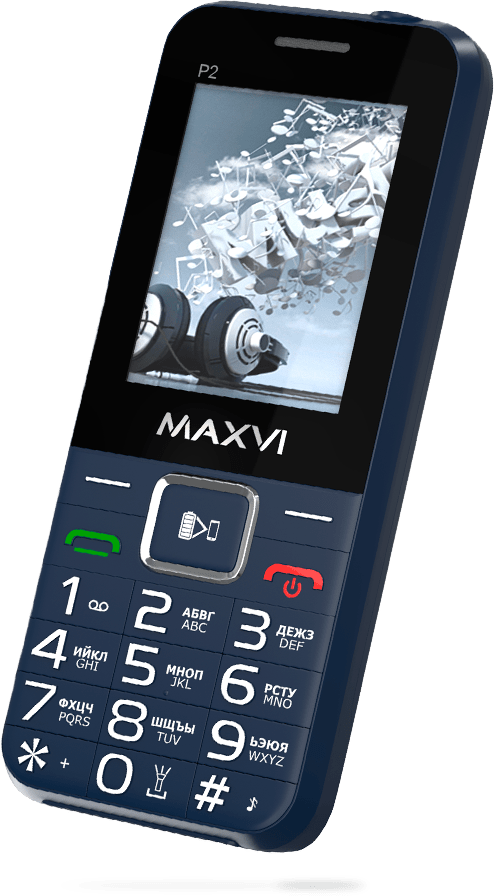 P2
MAXVI
1
2 АБВГ ABC
3 ДЕЖЗ DEF
4 ИЙКЛ GHI
5 МНОП JKL
6 РСТУ MNO
7 ФХЦЧ PQRS
8 ШЩЪЫ TUV
9 ЬЭЮЯ WXYZ
* +
0
#